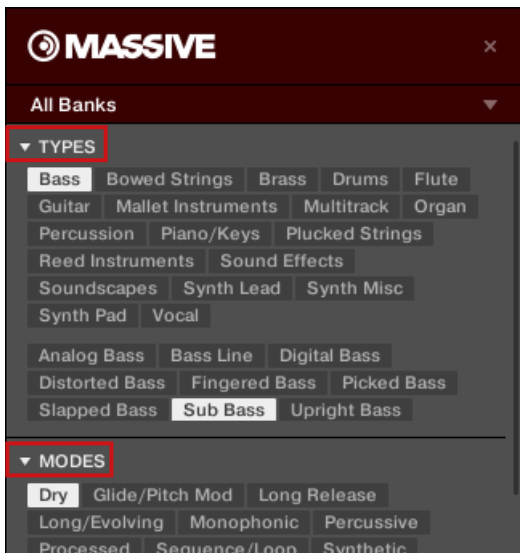 MASSIVE ×
All Banks
TYPES
Bass Bowed Strings Brass Drums Flute
Guitar Mallet Instruments Multitrack Organ
Percussion Piano/Keys Plucked Strings
Reed Instruments Sound Effects
Soundscapes Synth Lead Synth Misc
Synth Pad Vocal
Analog Bass Bass Line Digital Bass
Distorted Bass Fingered Bass Picked Bass
Slapped Bass Sub Bass Upright Bass
MODES
Dry Glide/Pitch Mod Long Release
Long/Evolving Monophonic Percussive
Processed Sequence/Loop Synthetic